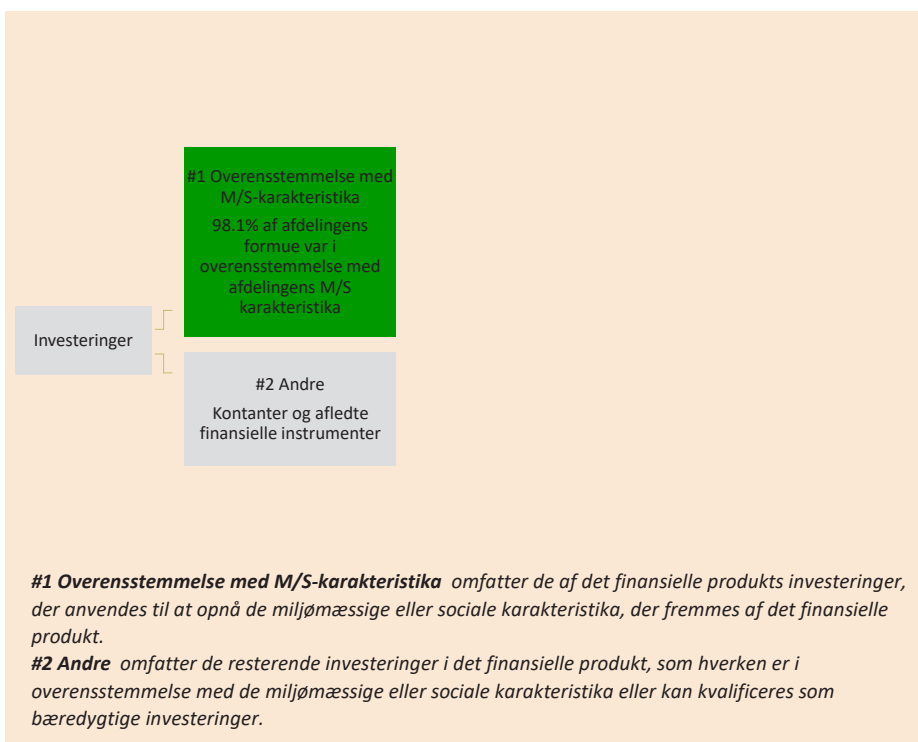 #1 Overensstemmelse med
M/S-karakteristika
98.1% af afdelingens
formue var i
overensstemmelse med
afdelingens M/S
karakteristika
Investeringer
#2 Andre
Kontanter og afledte
finansielle instrumenter
#1 Overensstemmelse med M/S-karakteristika omfatter de af det finansielle produkts investeringer,
der anvendes til at opnå de miljømæssige eller sociale karakteristika, der fremmes af det finansielle
produkt.
#2 Andre omfatter de resterende investeringer i det finansielle produkt, som hverken er i
overensstemmelse med de miljømæssige eller sociale karakteristika eller kan kvalificeres som
bæredygtige investeringer.